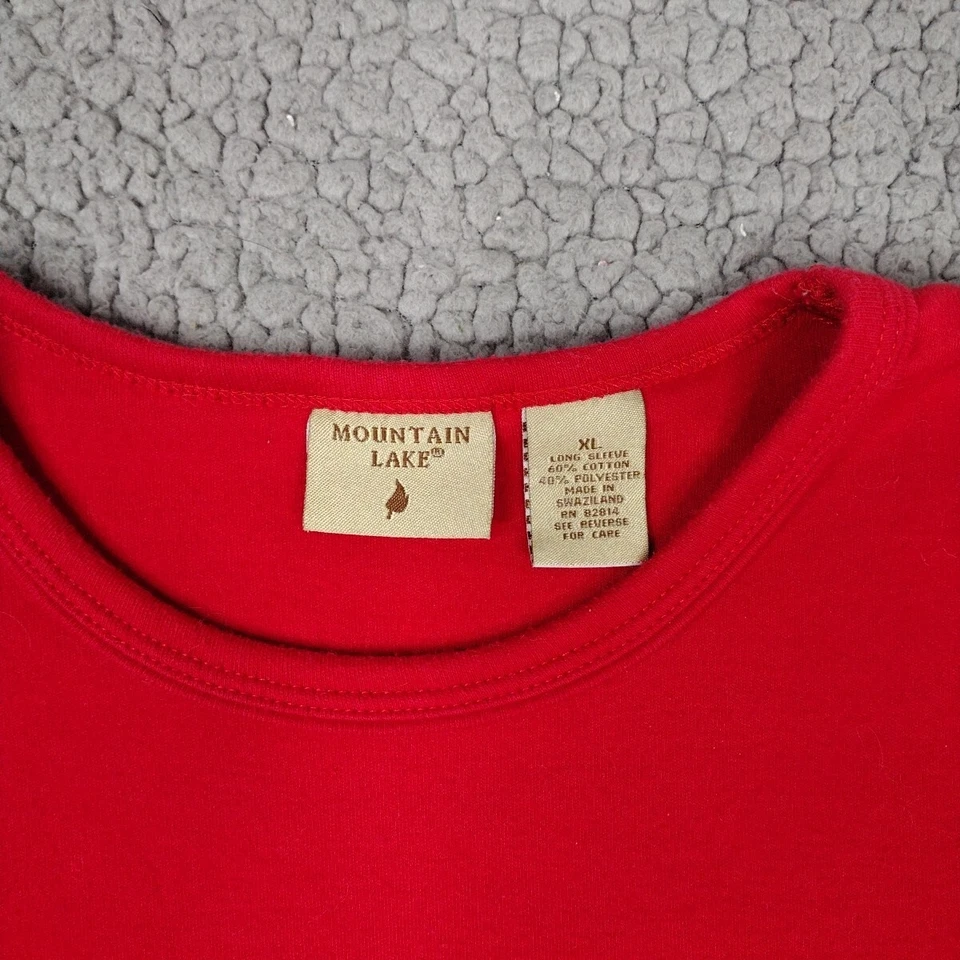 MOUNTAIN
LAKE®
XL
LONG SLEEVE
60% COTTON
40% POLYESTER
MADE IN
SWAZILAND
RN 82814
SEE REVERSE
FOR CARE